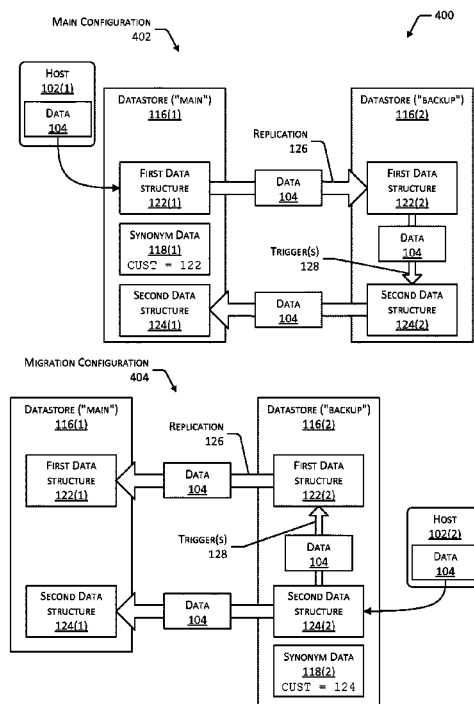 MAIN CONFIGURATION
402
400
HOST
102(1)
DATA
104
DATASTORE ("MAIN")
116(1)
DATASTORE ("BACKUP")
116(2)
REPLICATION
126
FIRST DATA
STRUCTURE
122(1)
DATA
104
FIRST DATA
STRUCTURE
122(2)
SYNONYM DATA
118(1)
CUST = 122
TRIGGER(S)
128
DATA
104
SECOND DATA
STRUCTURE
124(1)
DATA
104
SECOND DATA
STRUCTURE
124(2)
MIGRATION CONFIGURATION
404
DATASTORE ("MAIN")
116(1)
DATASTORE ("BACKUP")
116(2)
REPLICATION
126
FIRST DATA
STRUCTURE
122(1)
DATA
104
FIRST DATA
STRUCTURE
122(2)
TRIGGER(S)
128
DATA
104
HOST
102(2)
DATA
104
SECOND DATA
STRUCTURE
124(1)
DATA
104
SECOND DATA
STRUCTURE
124(2)
SYNONYM DATA
118(2)
CUST = 124